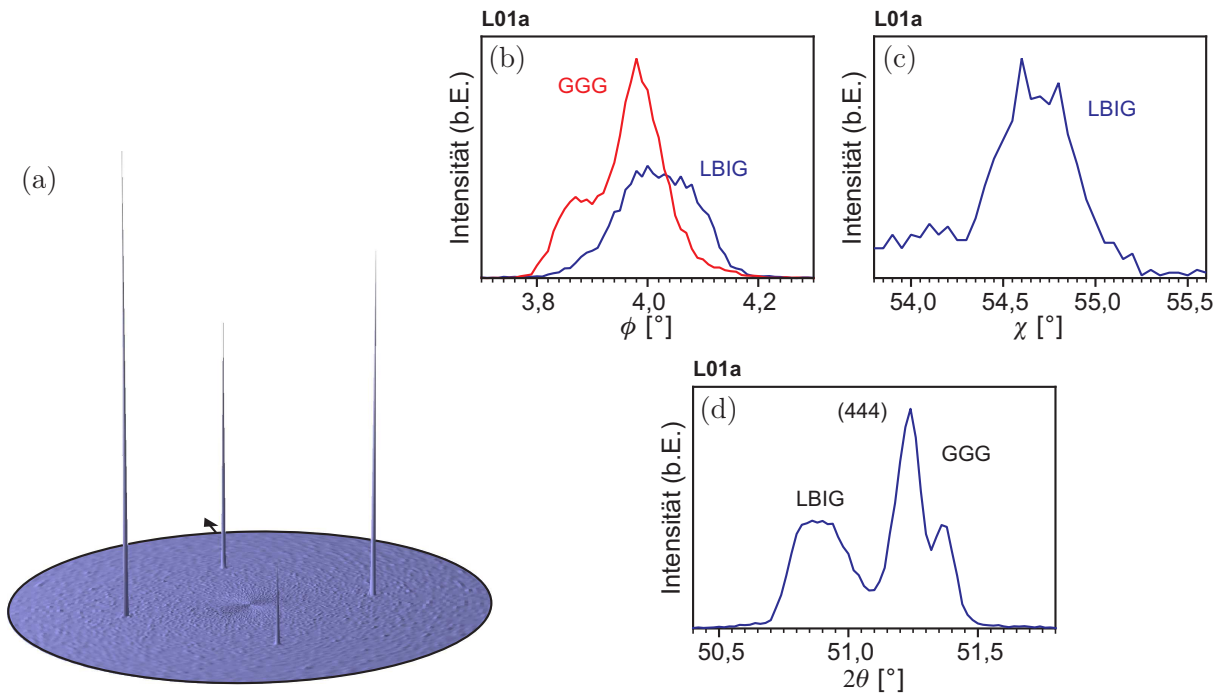 (a)
L01a
(b)
GGG
LBIG
Intensität (b.E.)
3,8
4,0
4,2
ϕ [°]
L01a
(c)
LBIG
Intensität (b.E.)
54,0
54,5
55,0
55,5
χ [°]
L01a
(d)
(444)
GGG
LBIG
Intensität (b.E.)
50,5
51,0
51,5
2θ [°]